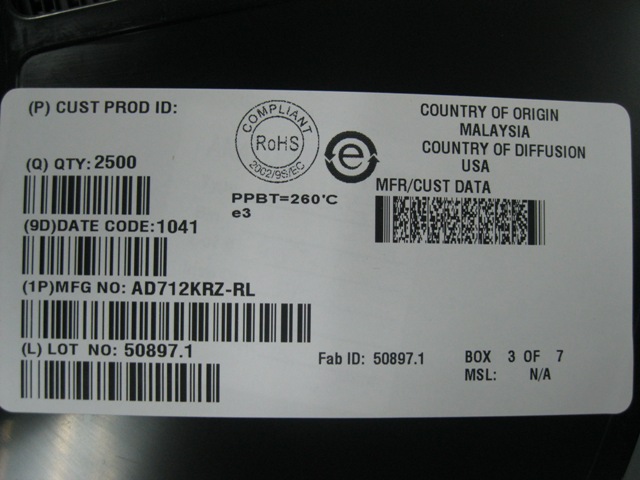 (P) CUST PROD ID:
COMPLIANT
RoHS
2002/95/EC
e
COUNTRY OF ORIGIN
MALAYSIA
COUNTRY OF DIFFUSION
USA
(Q) QTY: 2500
PPBT=260°C
e3
MFR/CUST DATA
(9D)DATE CODE:1041
(1P)MFG NO: AD712KRZ-RL
(L) LOT NO: 50897.1
Fab ID: 50897.1
BOX 3 OF 7
MSL: N/A